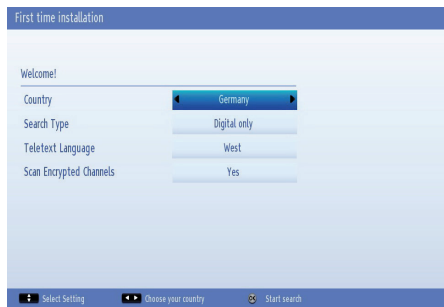 First time installation
Welcome!
Country Germany
Search Type Digital only
Teletext Language West
Scan Encrypted Channels Yes
Select Setting Choose your country OK Start search